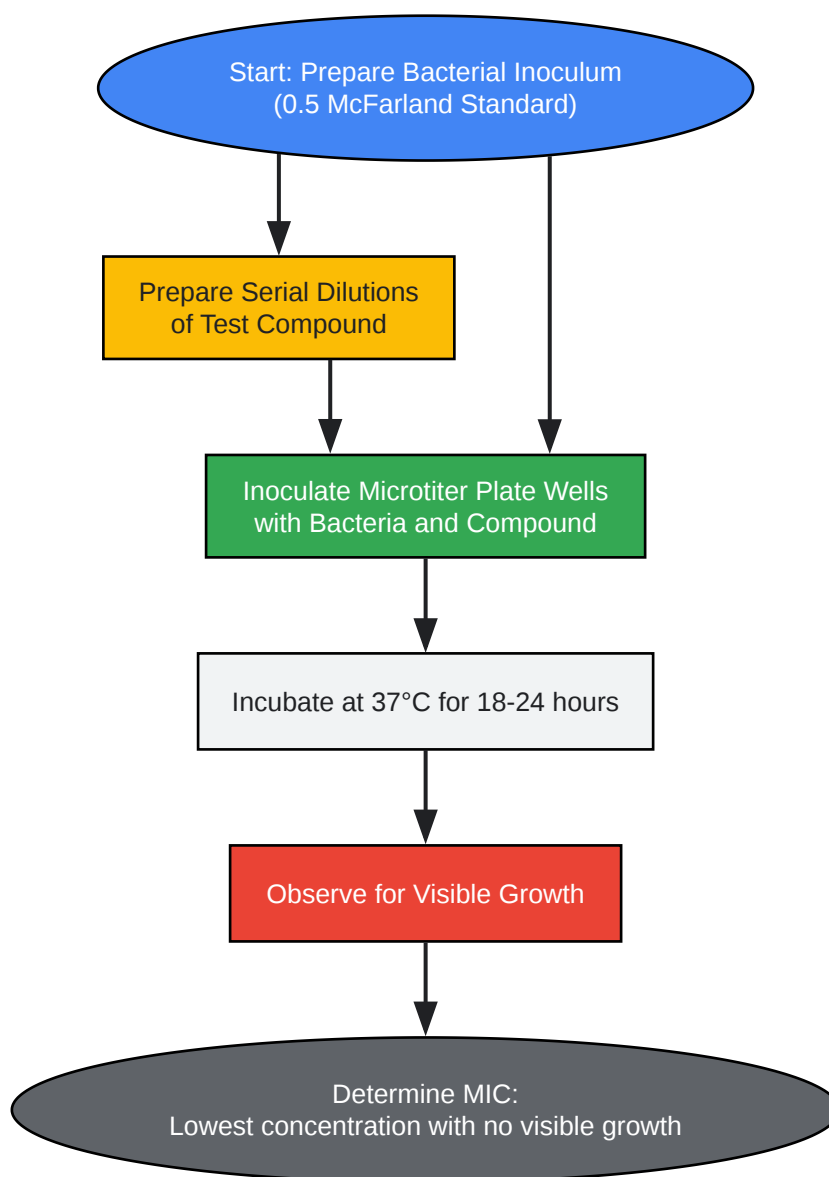 Start: Prepare Bacterial Inoculum
(0.5 McFarland Standard)
Prepare Serial Dilutions
of Test Compound
Inoculate Microtiter Plate Wells
with Bacteria and Compound
Incubate at 37°C for 18-24 hours
Observe for Visible Growth
Determine MIC:
Lowest concentration with no visible growth